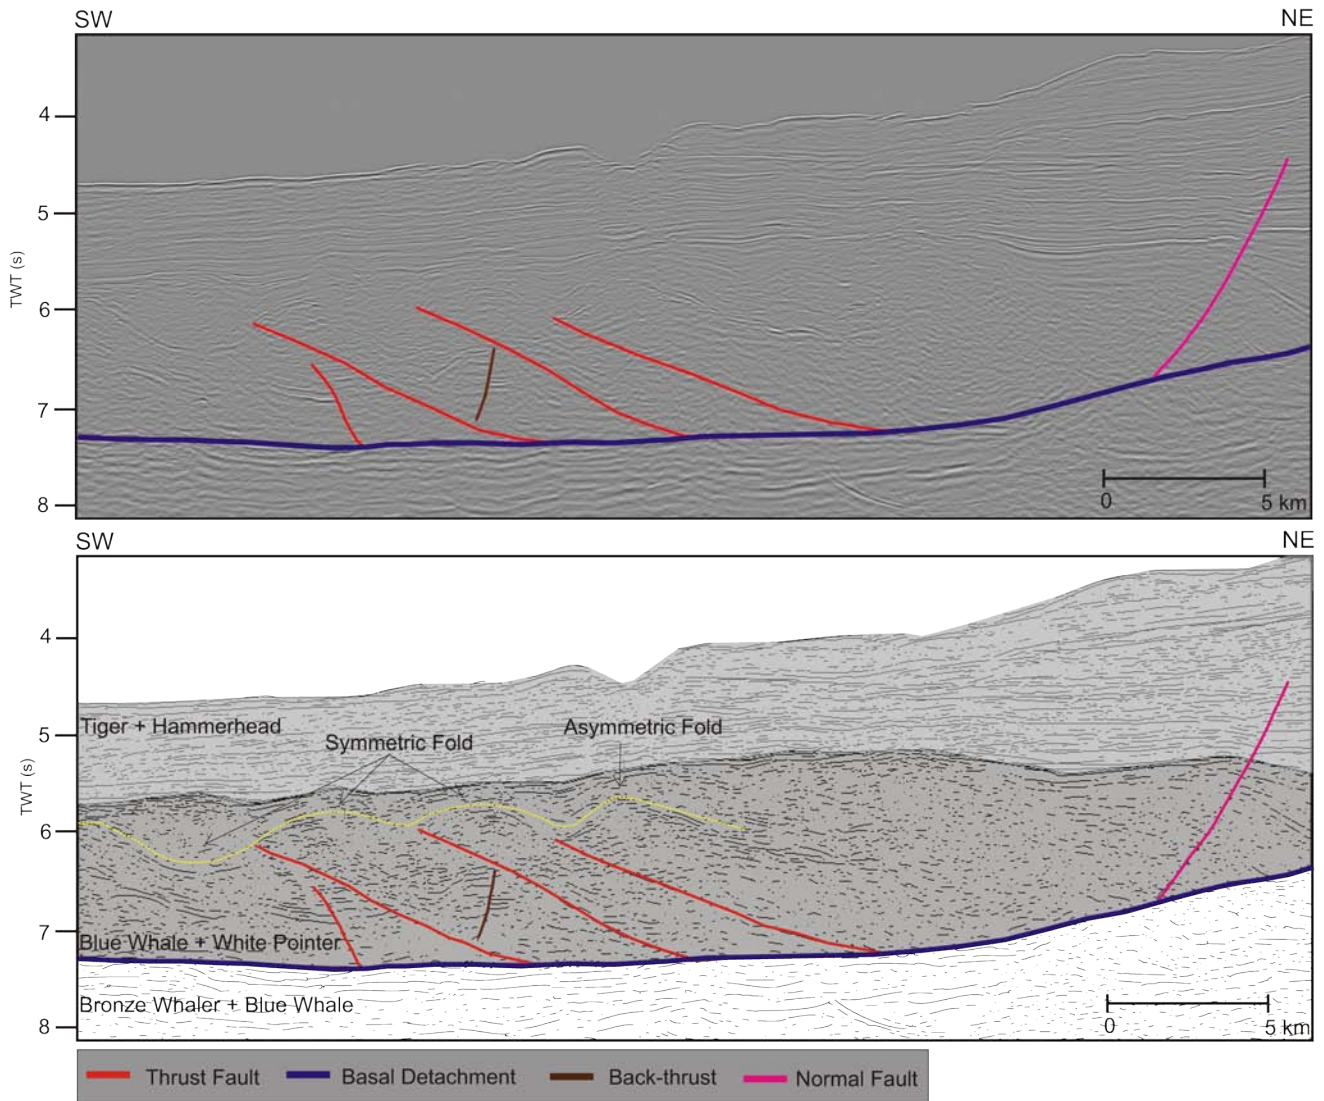 SW NE
4
5
TWT (s)
6
7
8
0 5 km
SW NE
4
Tiger + Hammerhead
Asymmetric Fold
5
Symmetric Fold
TWT (s)
6
7
Blue Whale + White Pointer
Bronze Whaler + Blue Whale
8
0 5 km
Thrust Fault Basal Detachment Back-thrust Normal Fault